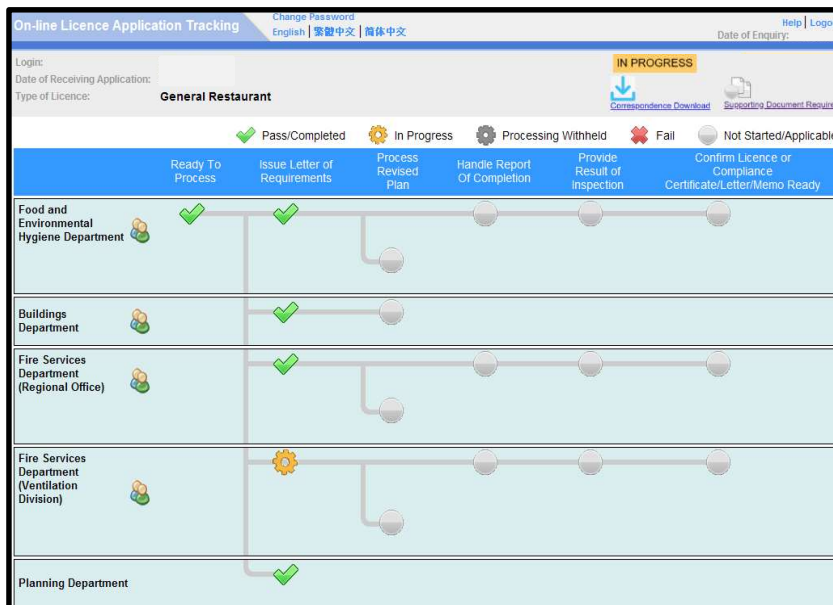 On-line Licence Application Tracking
Change Password
English | 繁體中文 | 简体中文
Help | Logo
Date of Enquiry:
Login:
Date of Receiving Application:
Type of Licence: General Restaurant
IN PROGRESS
Correspondence Download
Supporting Document Require
Pass/Completed In Progress Processing Withheld Fail Not Started/Applicable
Ready To
Process
Issue Letter of
Requirements
Process
Revised
Plan
Handle Report
Of Completion
Provide
Result of
Inspection
Confirm Licence or
Compliance
Certificate/Letter/Memo Ready
Food and
Environmental
Hygiene Department
Buildings
Department
Fire Services
Department
(Regional Office)
Fire Services
Department
(Ventilation
Division)
Planning Department